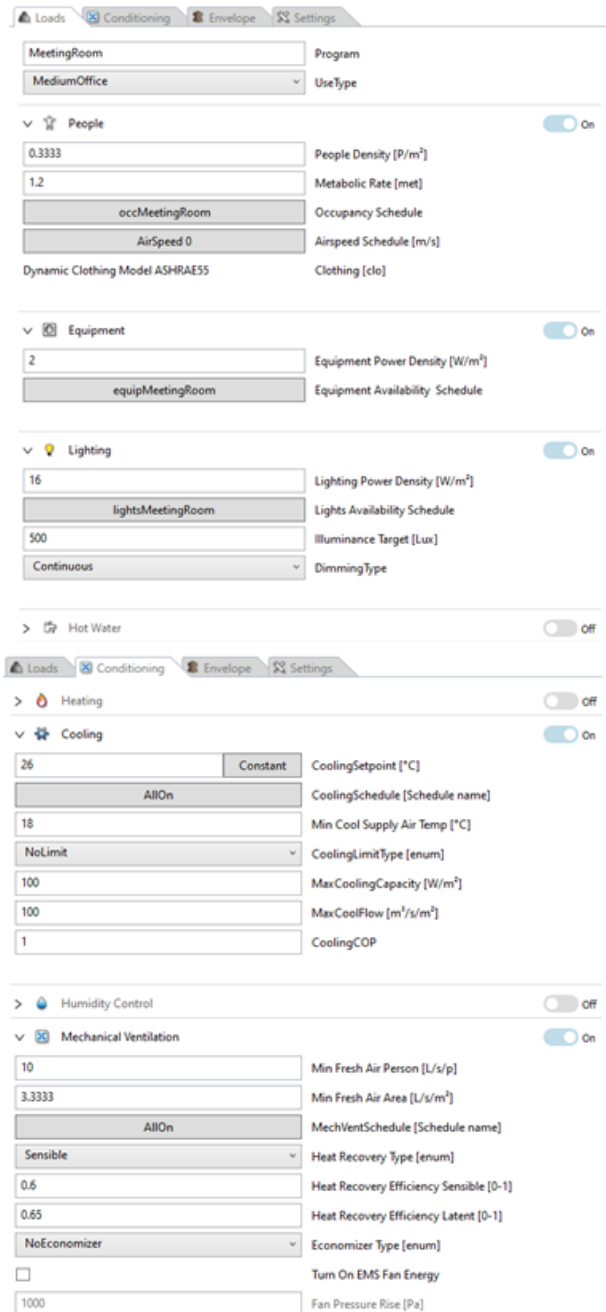 Loads Conditioning Envelope Settings
MeetingRoom Program
MediumOffice UseType
People On
0.3333 People Density [P/m²]
1.2 Metabolic Rate [met]
occMeetingRoom Occupancy Schedule
AirSpeed 0 Airspeed Schedule [m/s]
Dynamic Clothing Model ASHRAE55 Clothing [clo]
Equipment On
2 Equipment Power Density [W/m²]
equipMeetingRoom Equipment Availability Schedule
Lighting On
16 Lighting Power Density [W/m²]
lightsMeetingRoom Lights Availability Schedule
500 Illuminance Target [Lux]
Continuous DimmingType
Hot Water Off
Loads Conditioning Envelope Settings
Heating Off
Cooling On
26 Constant CoolingSetpoint [°C]
AllOn CoolingSchedule [Schedule name]
18 Min Cool Supply Air Temp [°C]
NoLimit CoolingLimitType [enum]
100 MaxCoolingCapacity [W/m²]
100 MaxCoolFlow [m³/s/m²]
1 CoolingCOP
Humidity Control Off
Mechanical Ventilation On
10 Min Fresh Air Person [L/s/p]
3.3333 Min Fresh Air Area [L/s/m²]
AllOn MechVentSchedule [Schedule name]
Sensible Heat Recovery Type [enum]
0.6 Heat Recovery Efficiency Sensible [0-1]
0.65 Heat Recovery Efficiency Latent [0-1]
NoEconomizer Economizer Type [enum]
Turn On EMS Fan Energy
1000 Fan Pressure Rise [Pa]